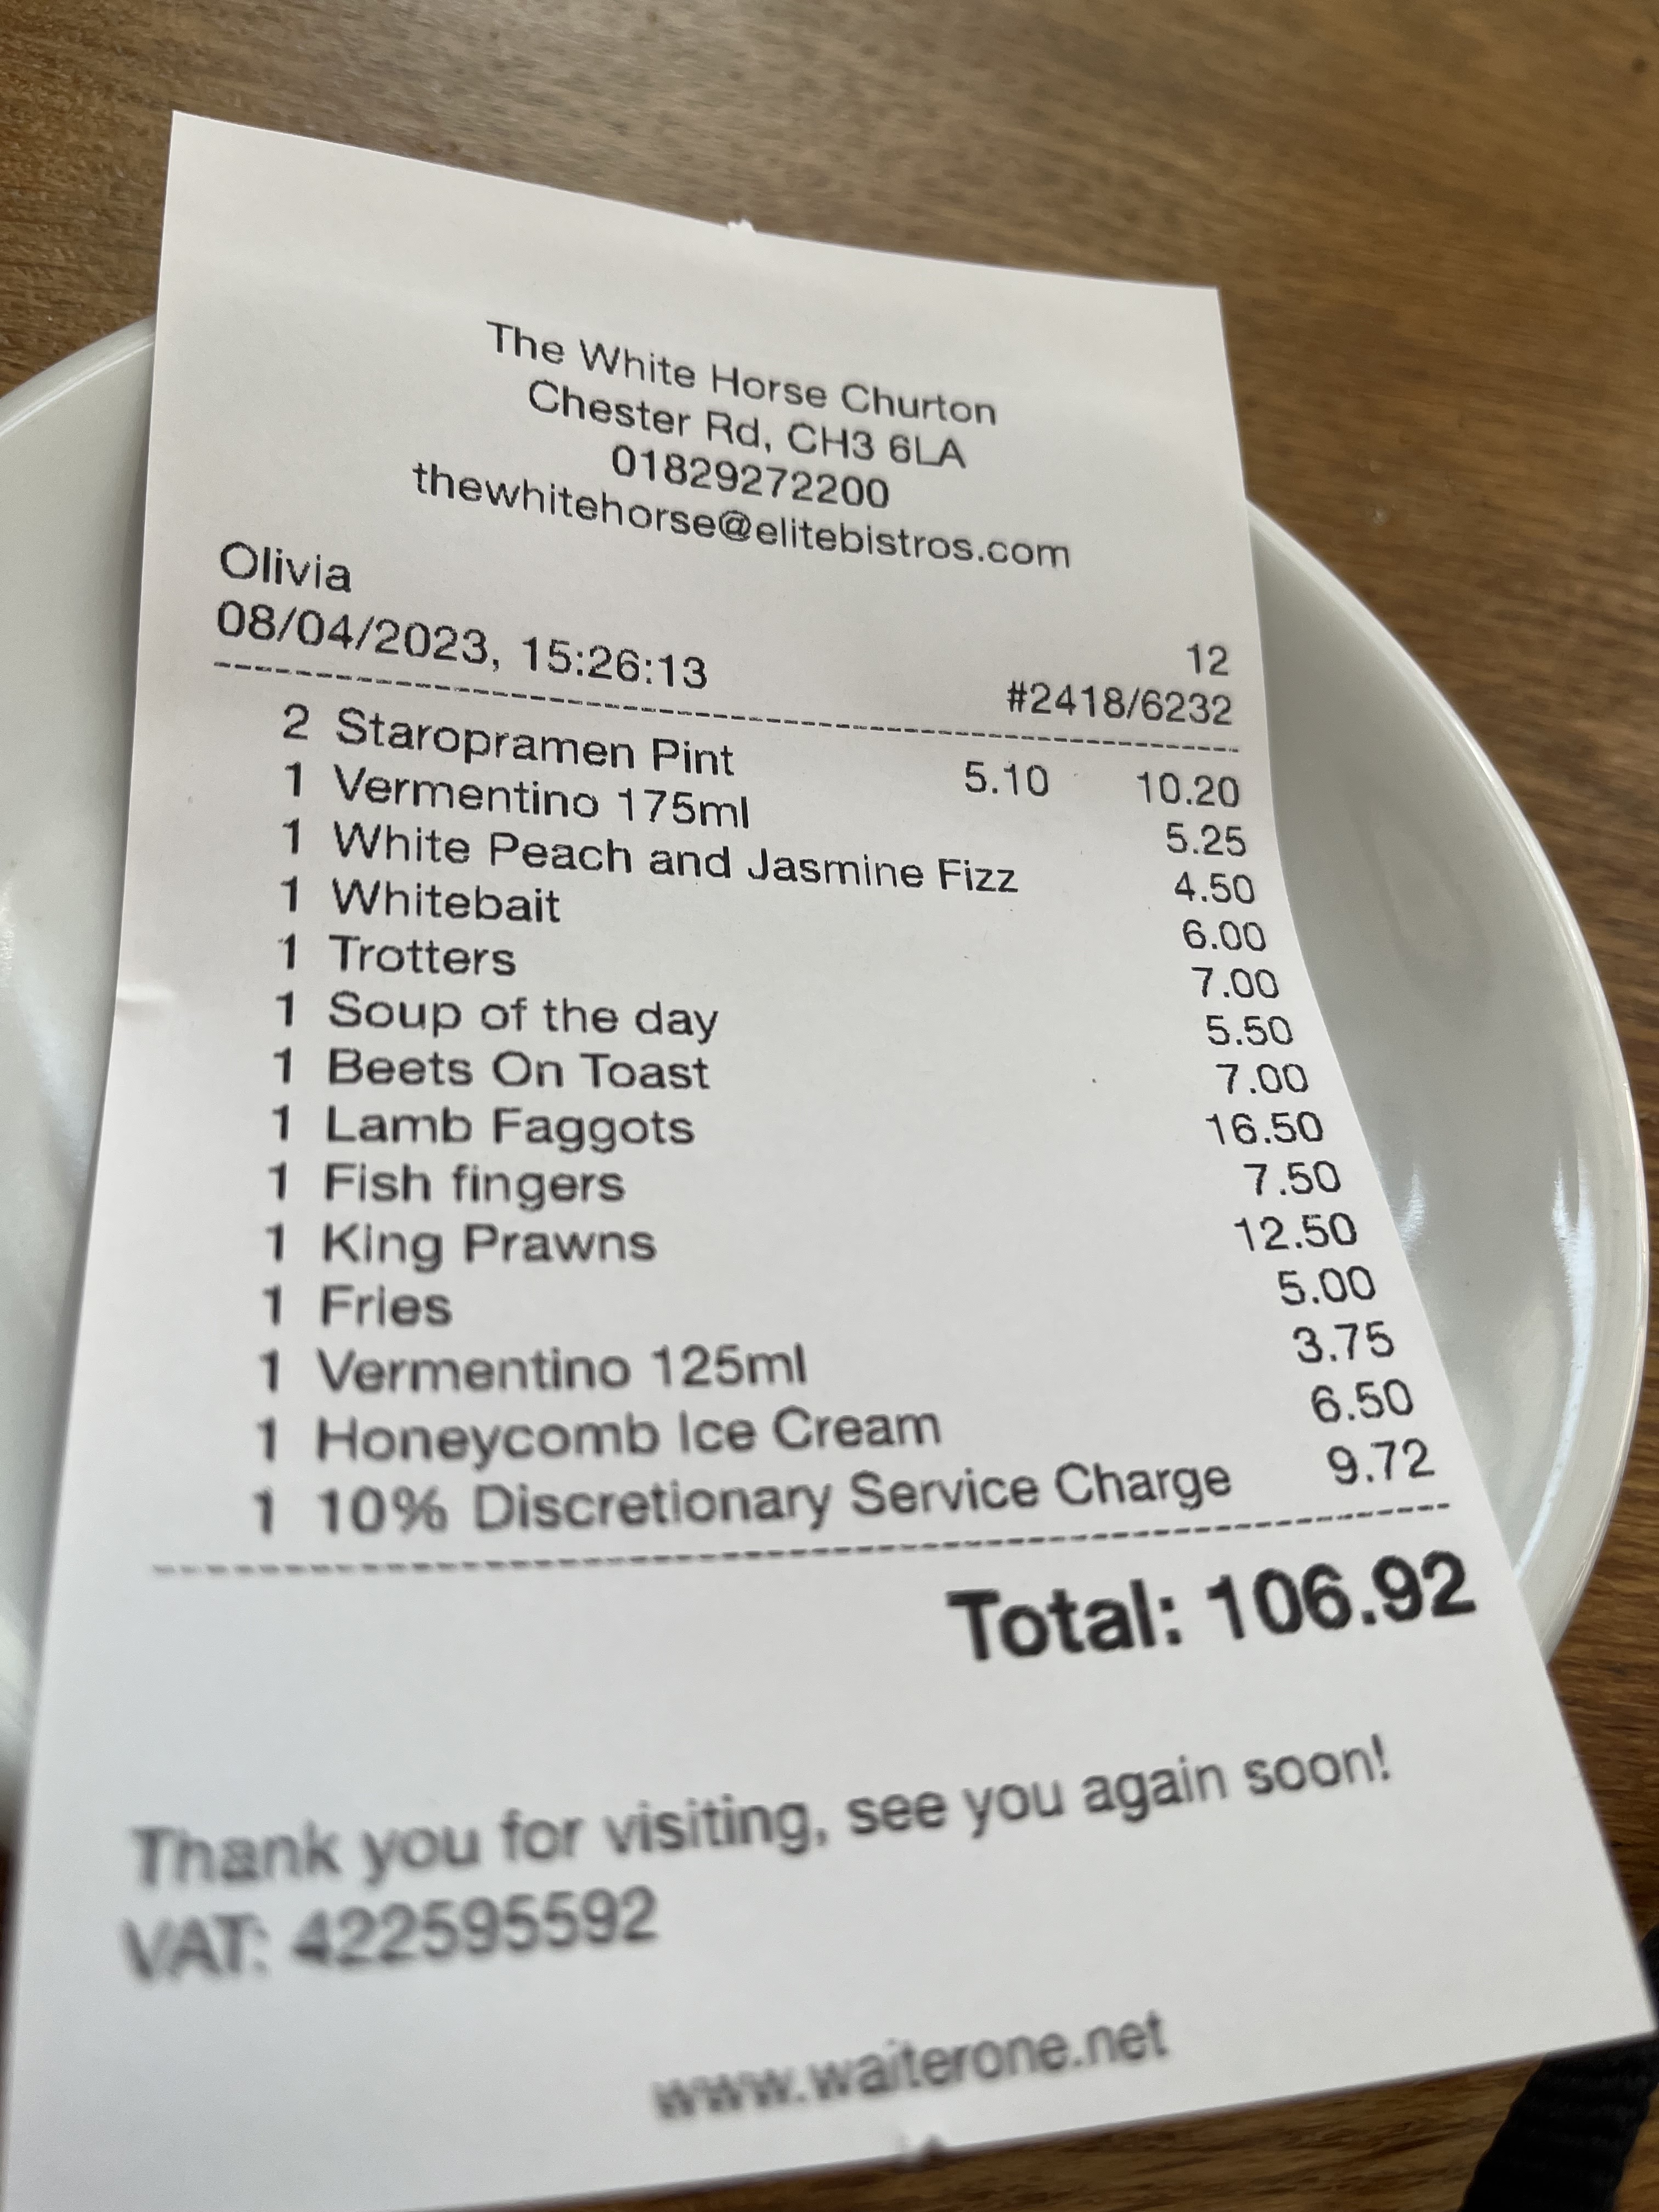 The White Horse Churton
Chester Rd, CH3 6LA
01829272200
thewhitehorse@elitebistros.com
Olivia 12
08/04/2023, 15:26:13 #2418/6232
2 Staropramen Pint 5.10 10.20
1 Vermentino 175ml 5.25
1 White Peach and Jasmine Fizz 4.50
1 Whitebait 6.00
1 Trotters 7.00
1 Soup of the day 5.50
1 Beets On Toast 7.00
1 Lamb Faggots 16.50
1 Fish fingers 7.50
1 King Prawns 12.50
1 Fries 5.00
1 Vermentino 125ml 3.75
1 Honeycomb Ice Cream 6.50
1 10% Discretionary Service Charge 9.72
Total: 106.92
Thank you for visiting, see you again soon!
VAT: 422595592
www.waiterone.net